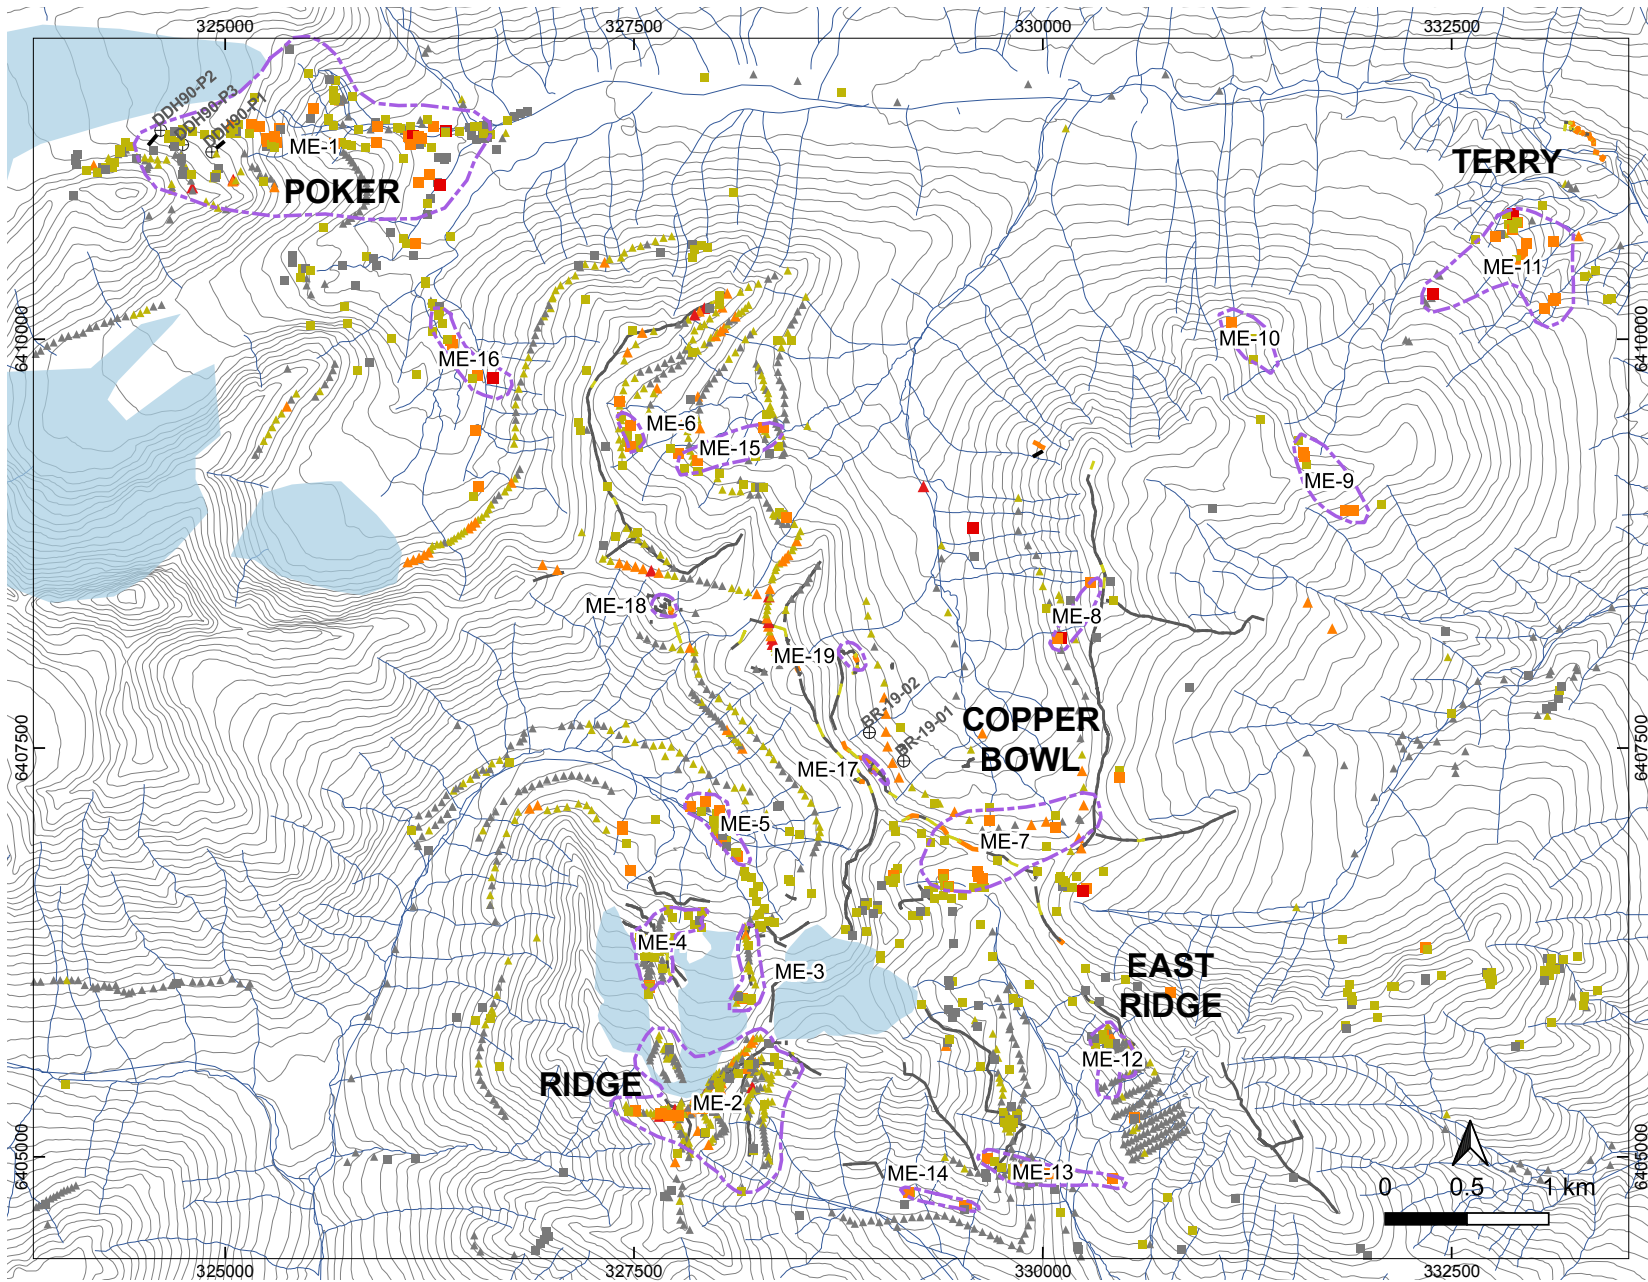 325000
327500
330000
332500
DDH90-P2
DDH90-P3
DDH90-P1
ME-1
POKER
TERRY
ME-11
6410000
6410000
ME-10
ME-16
ME-6
ME-15
ME-9
ME-18
ME-8
ME-19
BR-19-02
BR-19-01
COPPER
BOWL
6407500
6407500
ME-17
ME-5
ME-7
ME-4
ME-3
EAST
RIDGE
ME-12
RIDGE
ME-2
6405000
6405000
ME-14
ME-13
0
0.5
1 km
325000
327500
330000
332500